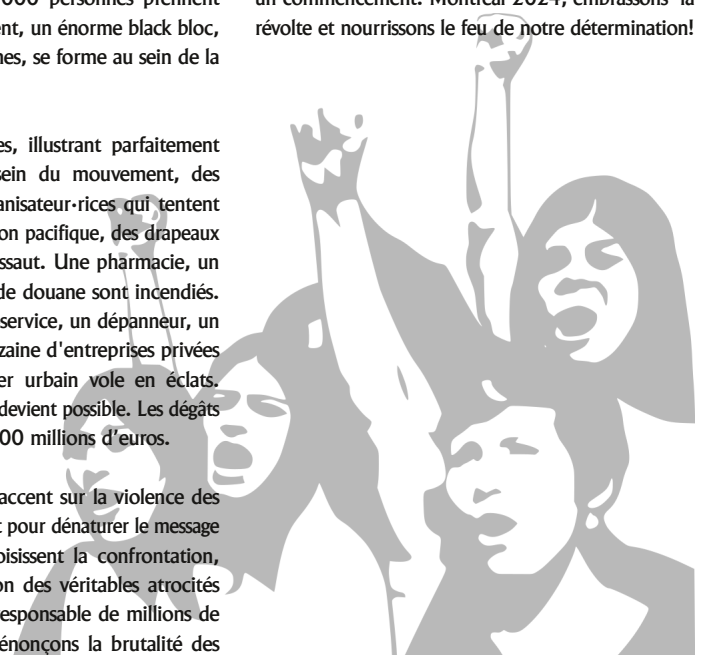 000 personnes prennent
ent, un énorme black bloc,
nes, se forme au sein de la
es, illustrant parfaitement
sein du mouvement, des
anisateur·rices qui tentent
on pacifique, des drapeaux
ssaut. Une pharmacie, un
de douane sont incendiés.
service, un dépanneur, un
zaine d'entreprises privées
er urbain vole en éclats.
devient possible. Les dégâts
00 millions d’euros.
accent sur la violence des
t pour dénaturer le message
oisissent la confrontation,
on des véritables atrocités
responsable de millions de
énonçons la brutalité des
un commencement. Montréal 2024, embrassons la
révolte et nourrissons le feu de notre détermination!